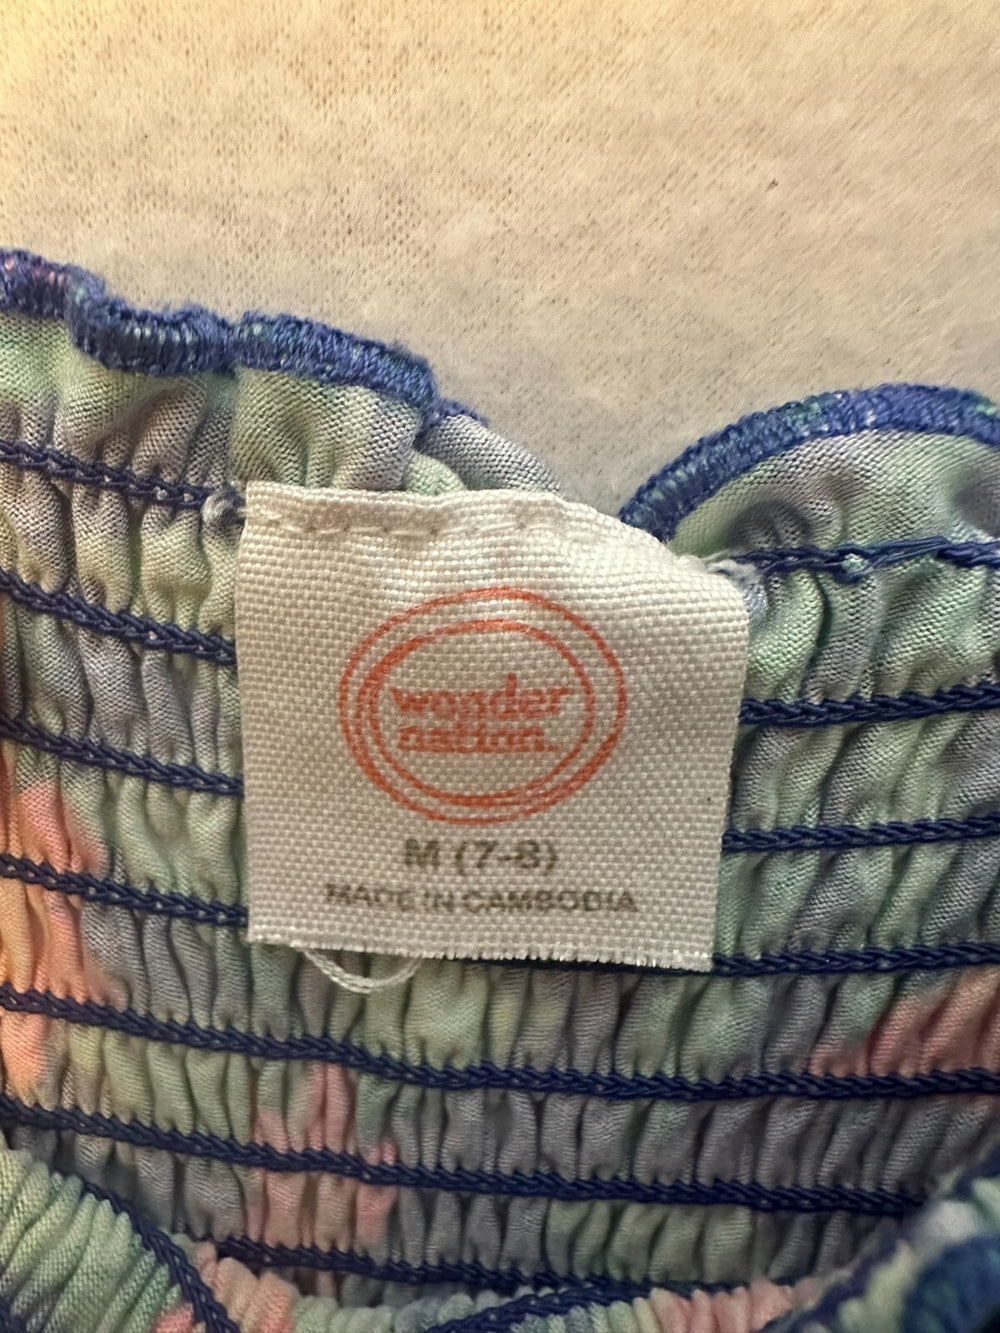 wonder
nation.
M (7-8)
MADE IN CAMBODIA